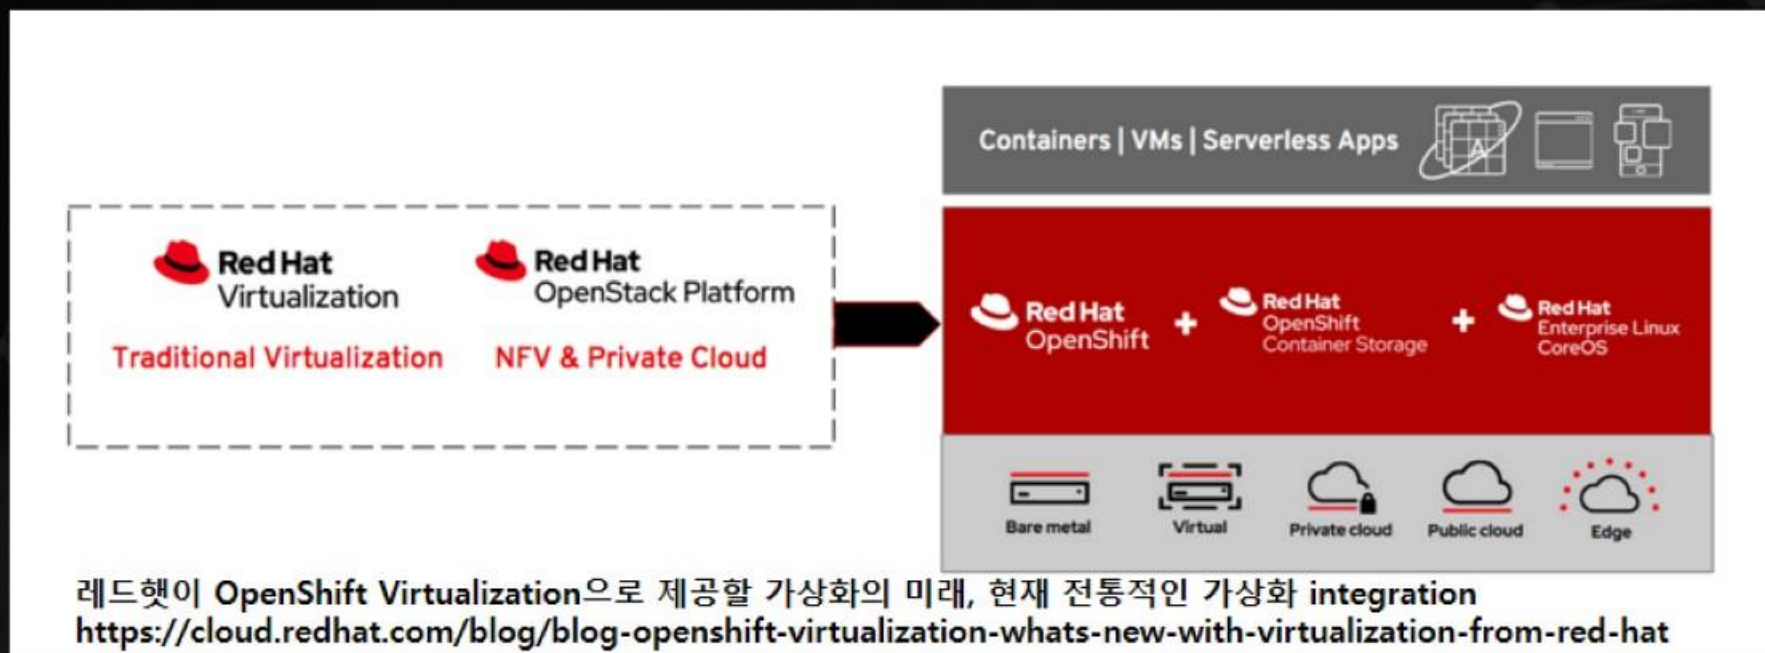 Containers | VMs | Serverless Apps
A
Red Hat
Virtualization
Traditional Virtualization
Red Hat
OpenStack Platform
NFV & Private Cloud
Red Hat
OpenShift
+
Red Hat
OpenShift
Container Storage
+
Red Hat
Enterprise Linux
CoreOS
Bare metal
Virtual
Private cloud
Public cloud
Edge
레드햇이 OpenShift Virtualization으로 제공할 가상화의 미래, 현재 전통적인 가상화 integration
https://cloud.redhat.com/blog/blog-openshift-virtualization-whats-new-with-virtualization-from-red-hat